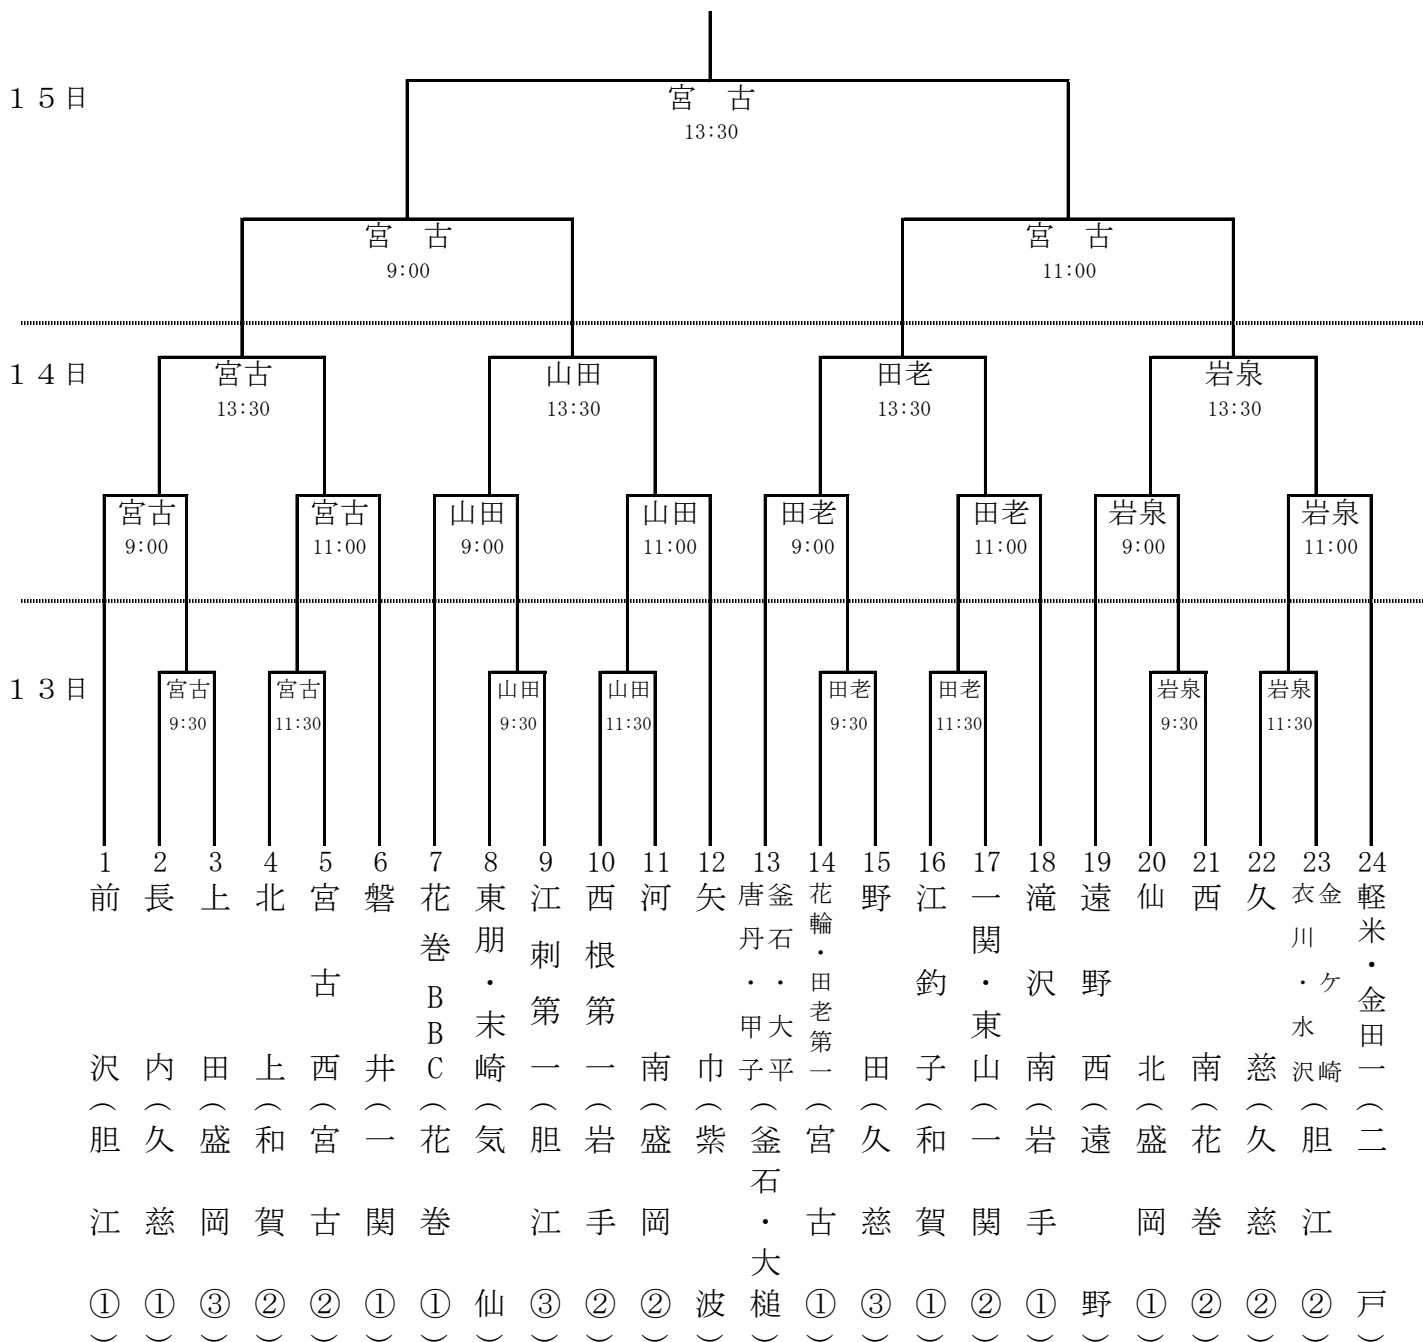 15日
宮　古
13:30
宮　古
9:00
宮　古
11:00
14日
宮古
13:30
山田
13:30
田老
13:30
岩泉
13:30
宮古
9:00
宮古
11:00
山田
9:00
山田
11:00
田老
9:00
田老
11:00
岩泉
9:00
岩泉
11:00
13日
宮古
9:30
宮古
11:30
山田
9:30
山田
11:30
田老
9:30
田老
11:30
岩泉
9:30
岩泉
11:30
1
前沢(胆江①)
2
長内(久慈①)
3
上田(盛岡③)
4
北上(和賀②)
5
宮古西(宮古②)
6
磐井(一関①)
7
花巻BBC(花巻①)
8
東朋・末崎(気仙)
9
江刺第一(胆江③)
10
西根第一(岩手②)
11
河南(盛岡②)
12
矢巾(紫波)
13
釜石・大平
唐丹・甲子
(釜石・大槌)
14
花輪・田老第一(宮古①)
15
野田(久慈③)
16
江釣子(和賀①)
17
一関・東山(一関②)
18
滝沢南(岩手①)
19
遠野西(遠野)
20
仙北(盛岡①)
21
西南(花巻②)
22
久慈(久慈②)
23
金ケ崎
衣川・水沢
(胆江②)
24
軽米・金田一(二戸)